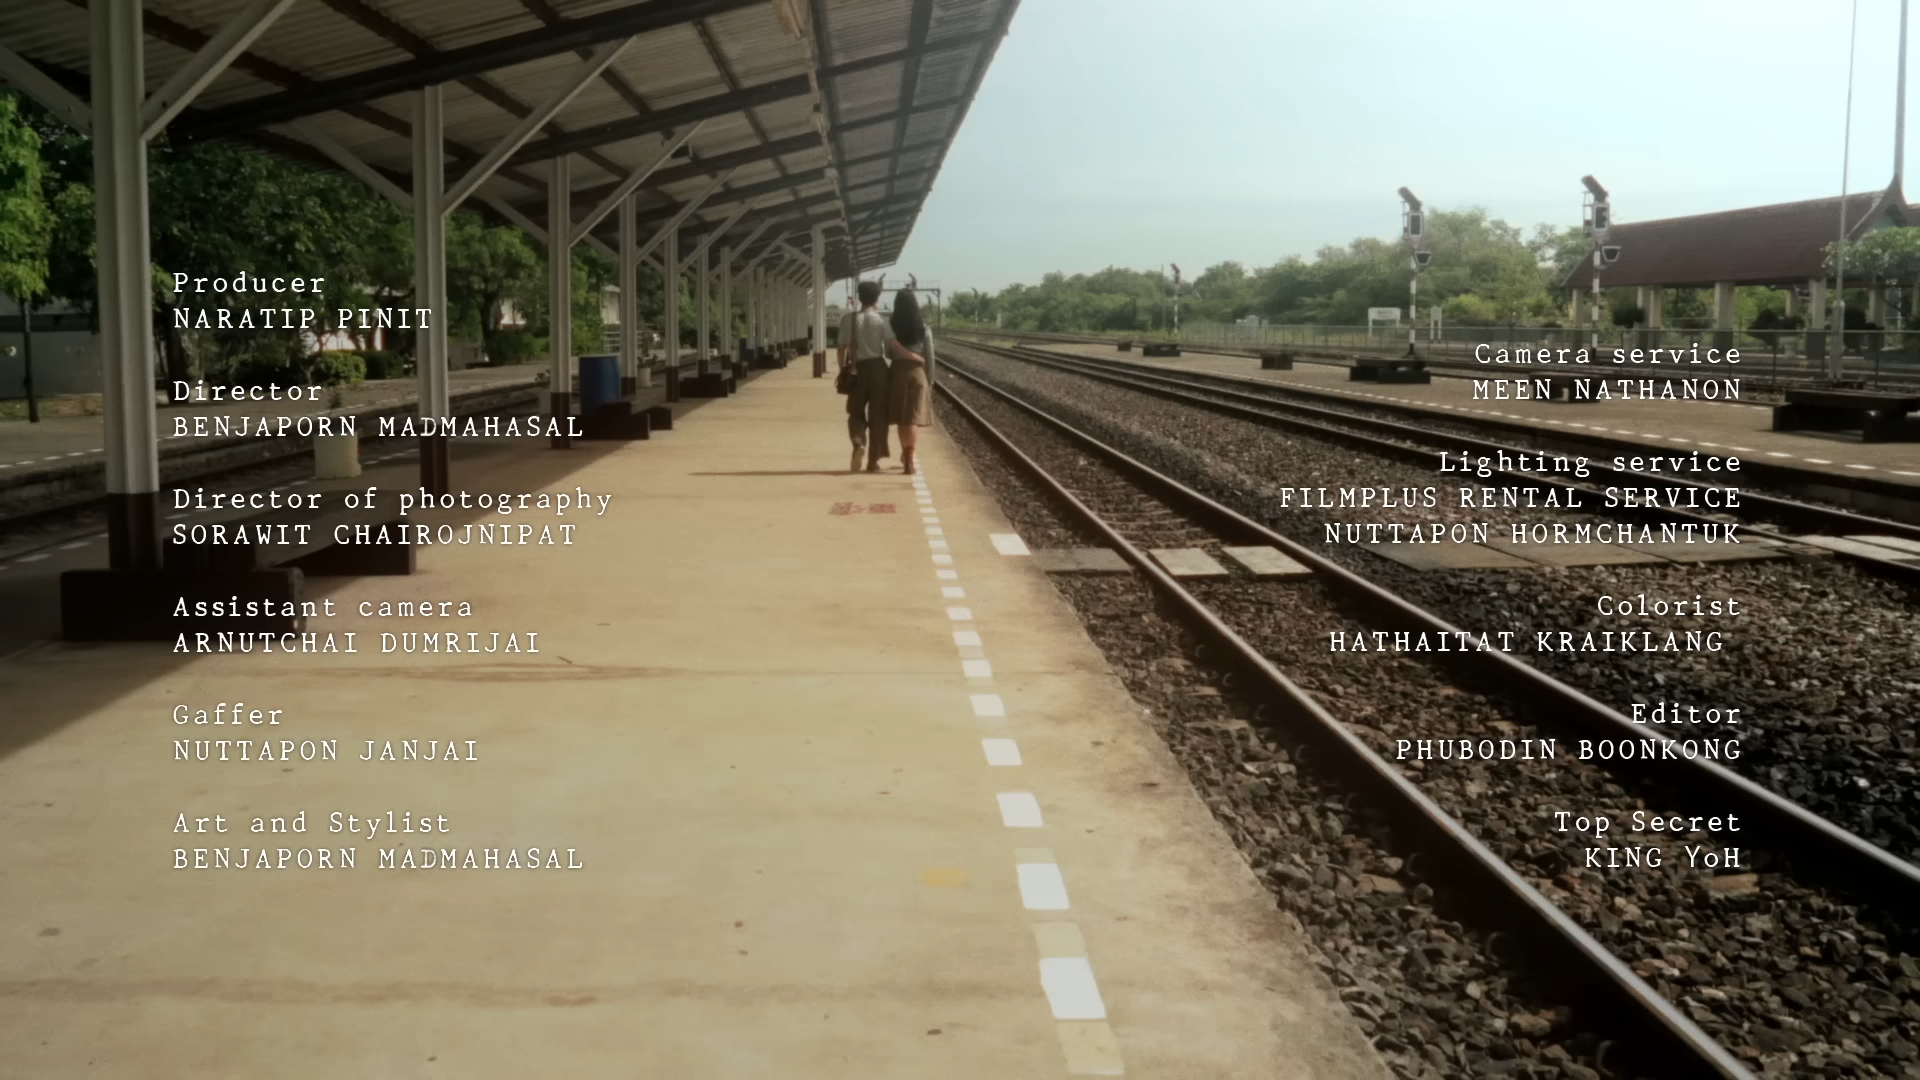 Producer
NARATIP PINIT
Director
BENJAPORN MADMAHASAL
Director of photography
SORAWIT CHAIROJNIPAT
Assistant camera
ARNUTCHAI DUMRIJAI
Gaffer
NUTTAPON JANJAI
Art and Stylist
BENJAPORN MADMAHASAL
Camera service
MEEN NATHANON
Lighting service
FILMPLUS RENTAL SERVICE
NUTTAPON HORMCHANTUK
Colorist
HATHAITAT KRAIKLANG
Editor
PHUBODIN BOONKONG
Top Secret
KING YoH